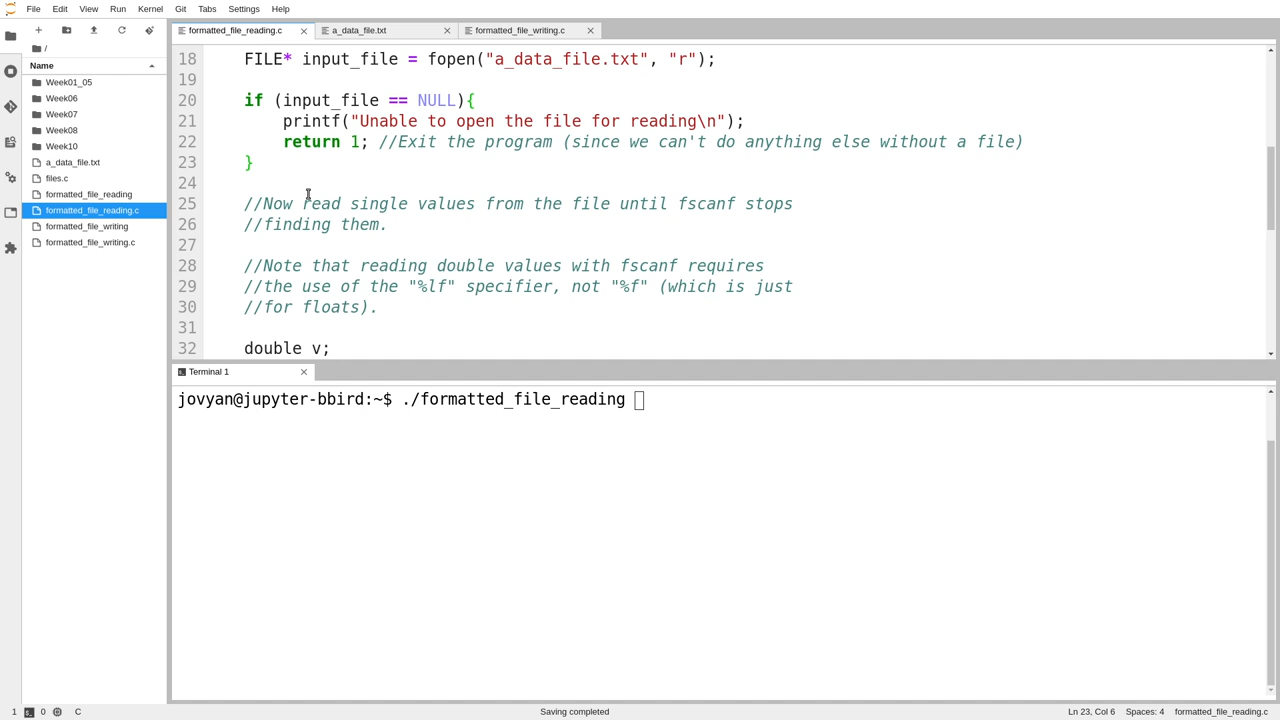 File Edit View Run Kernel Git Tabs Settings Help
formatted_file_reading.c
a_data_file.txt
formatted_file_writing.c
/
Name
Week01_05
Week06
Week07
Week08
Week10
a_data_file.txt
files.c
formatted_file_reading
formatted_file_reading.c
formatted_file_writing
formatted_file_writing.c
18 FILE* input_file = fopen("a_data_file.txt", "r");
19
20 if (input_file == NULL){
21 printf("Unable to open the file for reading\n");
22 return 1; //Exit the program (since we can't do anything else without a file)
23 }
24
25 //Now read single values from the file until fscanf stops
26 //finding them.
27
28 //Note that reading double values with fscanf requires
29 //the use of the "%lf" specifier, not "%f" (which is just
30 //for floats).
31
32 double v;
Terminal 1
jovyan@jupyter-bbird:~$ ./formatted_file_reading
1 0 C Saving completed Ln 23, Col 6 Spaces: 4 formatted_file_reading.c